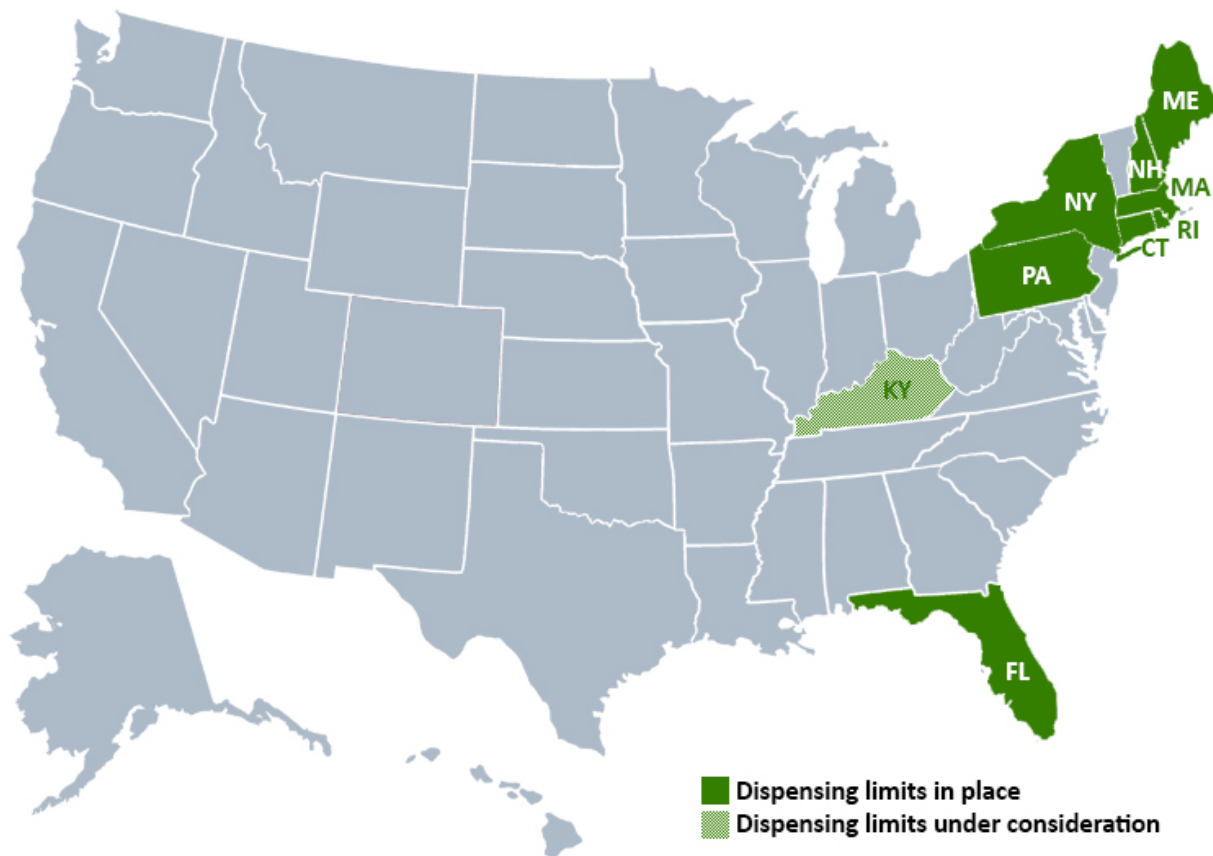 ME
NH
MA
NY
RI
CT
PA
KY
FL
Dispensing limits in place
Dispensing limits under consideration